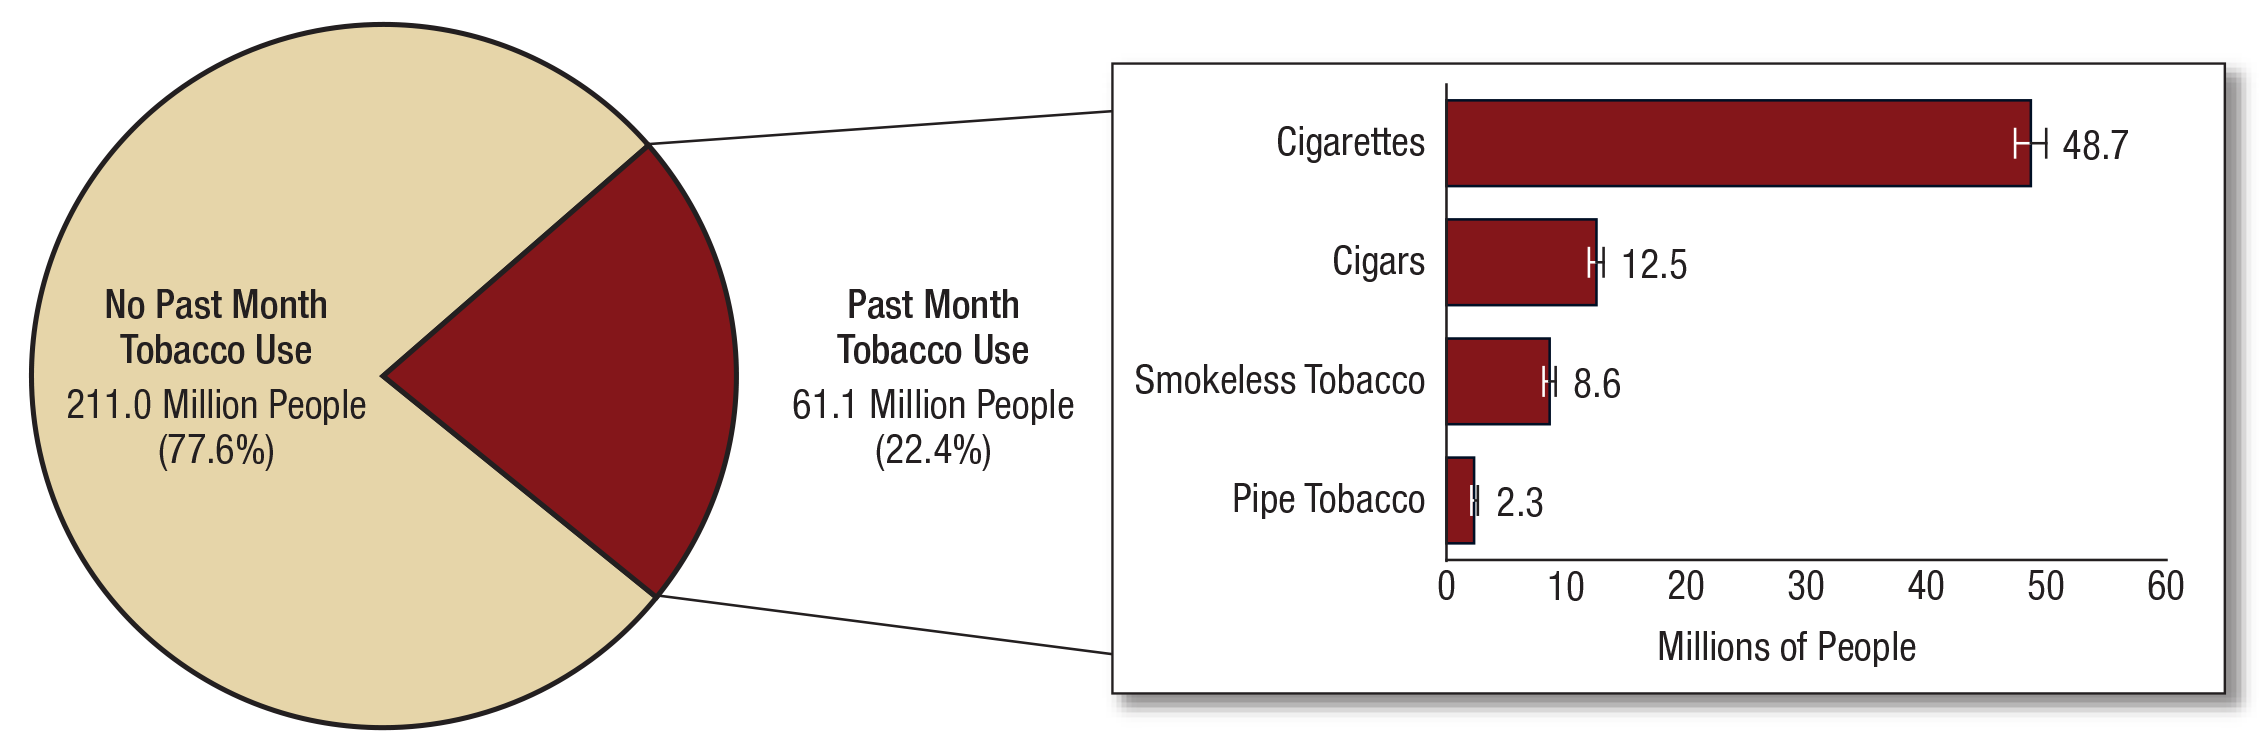 No Past Month
Tobacco Use
211.0 Million People
(77.6%)
Past Month
Tobacco Use
61.1 Million People
(22.4%)
Cigarettes
48.7
Cigars
12.5
Smokeless Tobacco
8.6
Pipe Tobacco
2.3
0 10 20 30 40 50 60
Millions of People